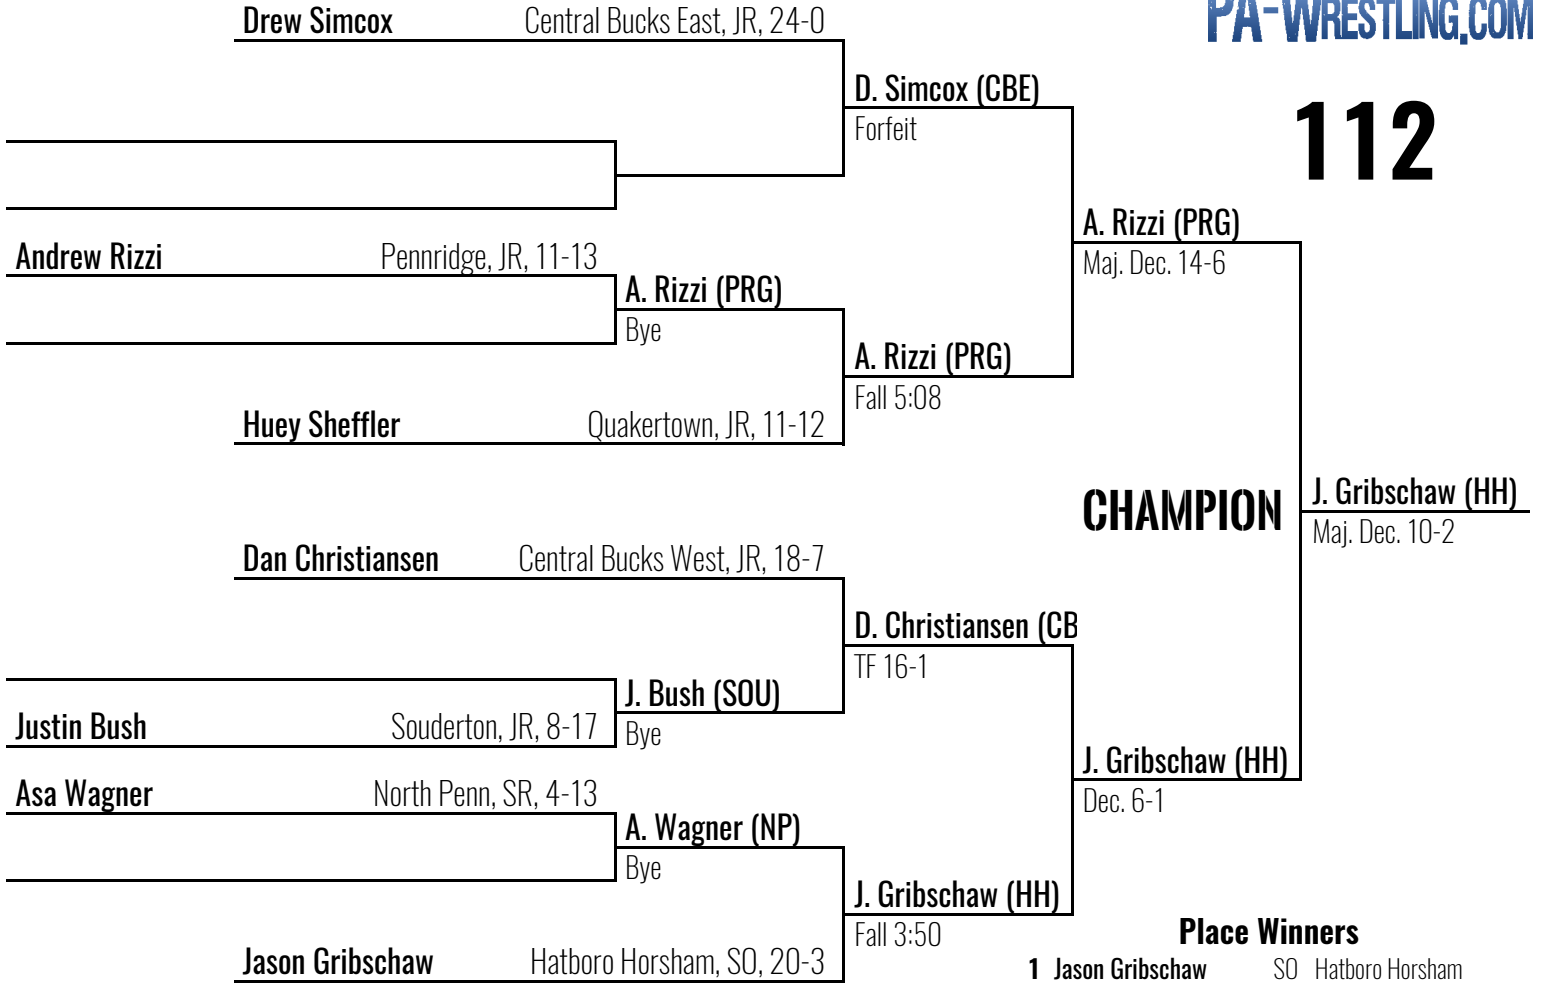 PA-WRESTLING.COM
112
Drew Simcox Central Bucks East, JR, 24-0
D. Simcox (CBE)
Forfeit
A. Rizzi (PRG)
Maj. Dec. 14-6
Andrew Rizzi Pennridge, JR, 11-13
A. Rizzi (PRG)
Bye
A. Rizzi (PRG)
Fall 5:08
Huey Sheffler Quakertown, JR, 11-12
CHAMPION
J. Gribschaw (HH)
Maj. Dec. 10-2
Dan Christiansen Central Bucks West, JR, 18-7
D. Christiansen (CB
TF 16-1
J. Bush (SOU)
Bye
Justin Bush Souderton, JR, 8-17
J. Gribschaw (HH)
Dec. 6-1
Asa Wagner North Penn, SR, 4-13
A. Wagner (NP)
Bye
J. Gribschaw (HH)
Fall 3:50
Jason Gribschaw Hatboro Horsham, SO, 20-3
Place Winners
1 Jason Gribschaw SO Hatboro Horsham